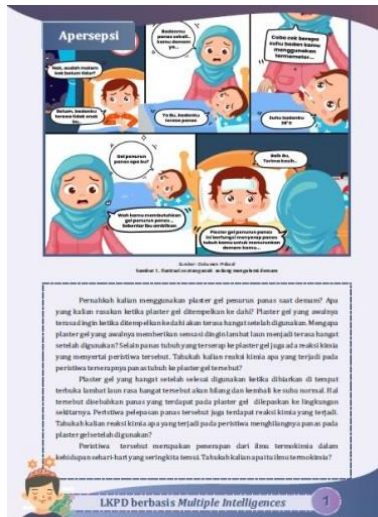 Apersepsi
Badanmu
panas sekali..
kamu demam
ya...
Coba cek berapa
suhu badan kamu
menggunakan
termometer...
Nak, sudah malam
kok belum tidur?
Belum, badanku
terasa tidak enak
bu..
Ya Bu, badanku
terasa panas
Suhu badanku
Gel penurun
panas apa bu?
Wah kamu membutuhkan
gel penurun panas...
Sebentar ibu ambilkan
Baik Bu,
Terima kasih..
Plaster gel penurun panas
ini berfungsi menyerap panas
tubuh kamu untuk menurunkan
demam kamu...
Sumber: Dokumen Pribadi
Gambar 1. Ilustrasi seorang anak sedang mengalami demam
Pernahkah kalian menggunakan plaster gel penurun panas saat demam? Apa
yang kalian rasakan ketika plaster gel ditempelkan ke dahi? Plaster gel yang awalnya
terasa dingin ketika ditempelkan ke dahi akan terasa hangat setelah digunakan. Mengapa
plaster gel yang awalnya memberikan sensasi dingin lambat laun menjadi terasa hangat
setelah digunakan? Selain panas tubuh yang terserap ke plaster gel juga ada reaksi kimia
yang menyertai peristiwa tersebut. Tahukah kalian reaksi kimia apa yang terjadi pada
peristiwa terserapnya panas tubuh ke plaster gel tersebut?
Plaster gel yang hangat setelah selesai digunakan ketika dibiarkan di tempat
terbuka lambat laun rasa hangat tersebut akan hilang dan kembali ke suhu normal. Hal
tersebut disebabkan panas yang terdapat pada plaster gel dilepaskan ke lingkungan
sekitarnya. Peristiwa pelepasan panas tersebut juga terdapat reaksi kimia yang terjadi.
Tahukah kalian reaksi kimia apa yang terjadi pada peristiwa menghilangnya panas pada
plaster gel setelah digunakan?
Peristiwa tersebut merupakan penerapan dari ilmu termokimia dalam
kehidupan sehari-hari yang sering kita temui. Tahukah kalian apa itu ilmu termokimia?
LKPD berbasis Multiple Intelligences
1